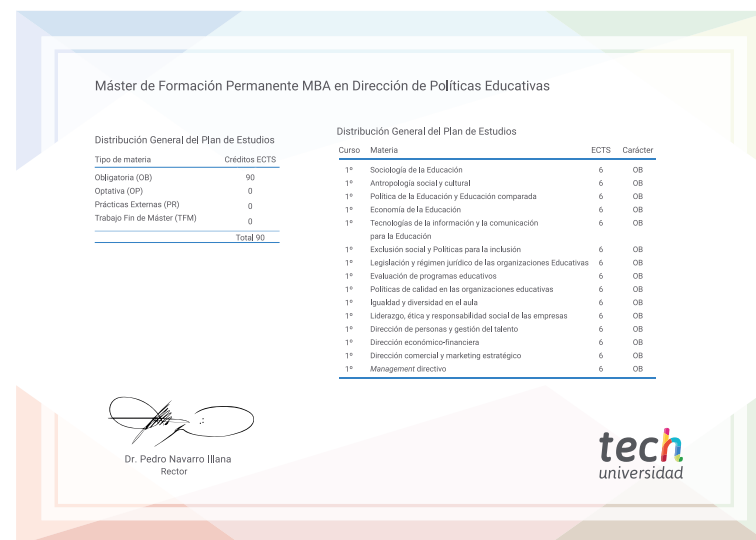 Máster de Formación Permanente MBA en Dirección de Políticas Educativas
Distribución General del Plan de Estudios
Tipo de materia Créditos ECTS
Obligatoria (OB) 90
Optativa (OP) 0
Prácticas Externas (PR) 0
Trabajo Fin de Máster (TFM) 0
Total 90
Distribución General del Plan de Estudios
Curso Materia ECTS Carácter
1º Sociología de la Educación 6 OB
1º Antropología social y cultural 6 OB
1º Política de la Educación y Educación comparada 6 OB
1º Economía de la Educación 6 OB
1º Tecnologías de la información y la comunicación 6 OB
para la Educación
1º Exclusión social y Políticas para la inclusión 6 OB
1º Legislación y régimen jurídico de las organizaciones Educativas 6 OB
1º Evaluación de programas educativos 6 OB
1º Políticas de calidad en las organizaciones educativas 6 OB
1º Igualdad y diversidad en el aula 6 OB
1º Liderazgo, ética y responsabilidad social de las empresas 6 OB
1º Dirección de personas y gestión del talento 6 OB
1º Dirección económico-financiera 6 OB
1º Dirección comercial y marketing estratégico 6 OB
1º Management directivo 6 OB
Dr. Pedro Navarro Illana
Rector
tech
universidad